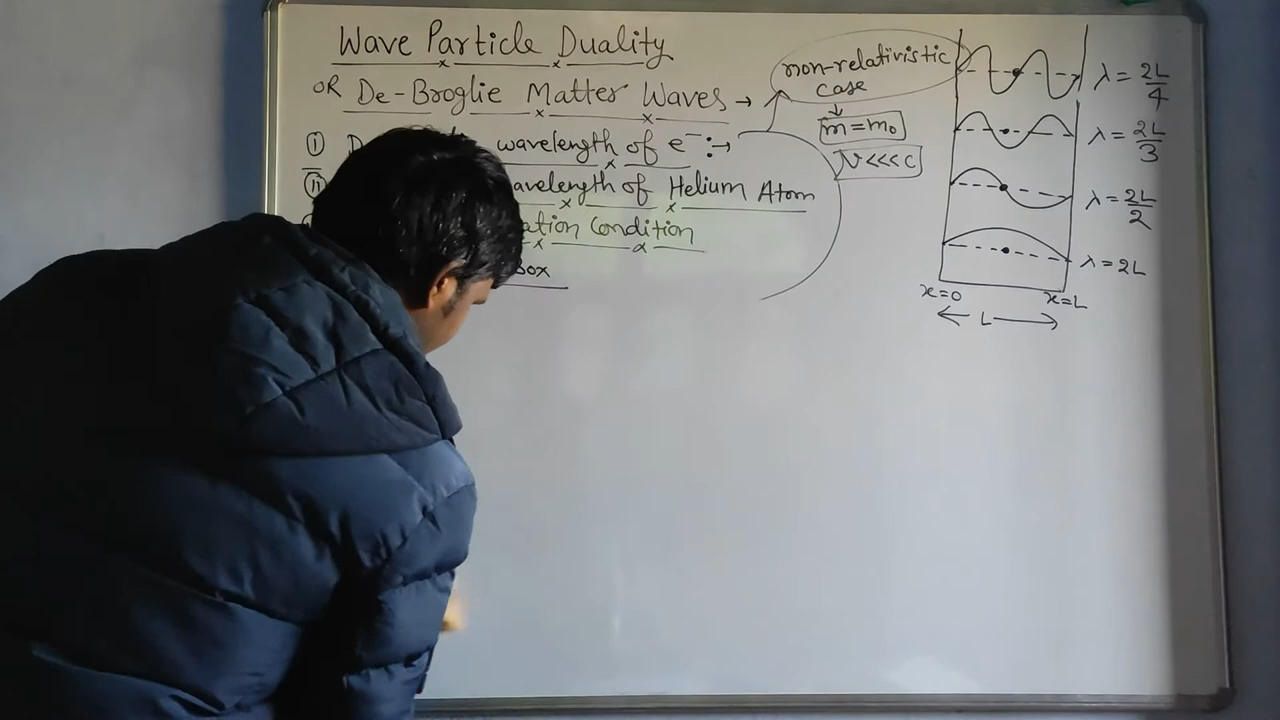 Wave Particle Duality
OR De-Broglie Matter Waves →
(I) D wavelength of e⁻ :→
(II) avelength of Helium Atom
ation Condition
Box
non-relativistic
case
m=m₀
v<<<c
λ = 2L/4
λ = 2L/3
λ = 2L/2
λ = 2L
x=0 x=L
L